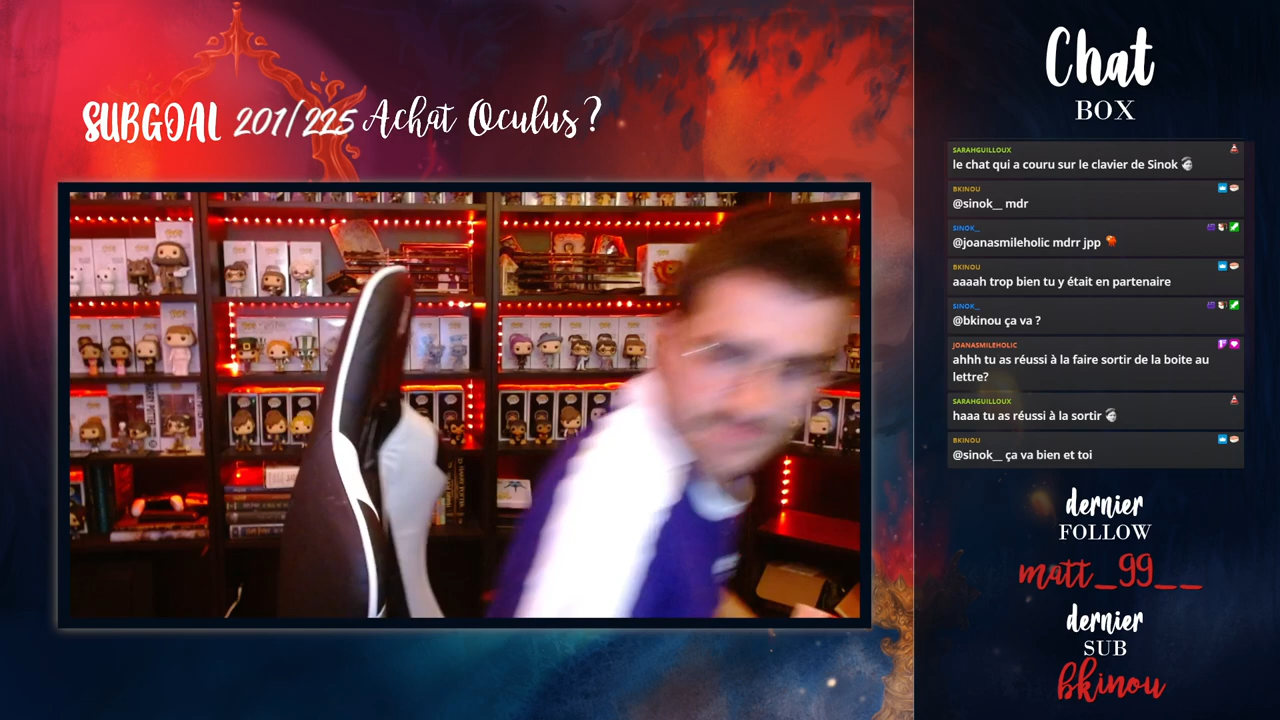 SUBGOAL 201/225 Achat Oculus ?
Chat
BOX
SARAHGUILLOUX
le chat qui a couru sur le clavier de Sinok
BKINOU
@sinok__ mdr
SINOK__
@joanasmileholic mdrr jpp
BKINOU
aaaah trop bien tu y était en partenaire
SINOK__
@bkinou ça va ?
JOANASMILEHOLIC
ahhh tu as réussi à la faire sortir de la boite au
lettre?
SARAHGUILLOUX
haaa tu as réussi à la sortir
BKINOU
@sinok__ ça va bien et toi
dernier
FOLLOW
matt_99__
dernier
SUB
bkinou